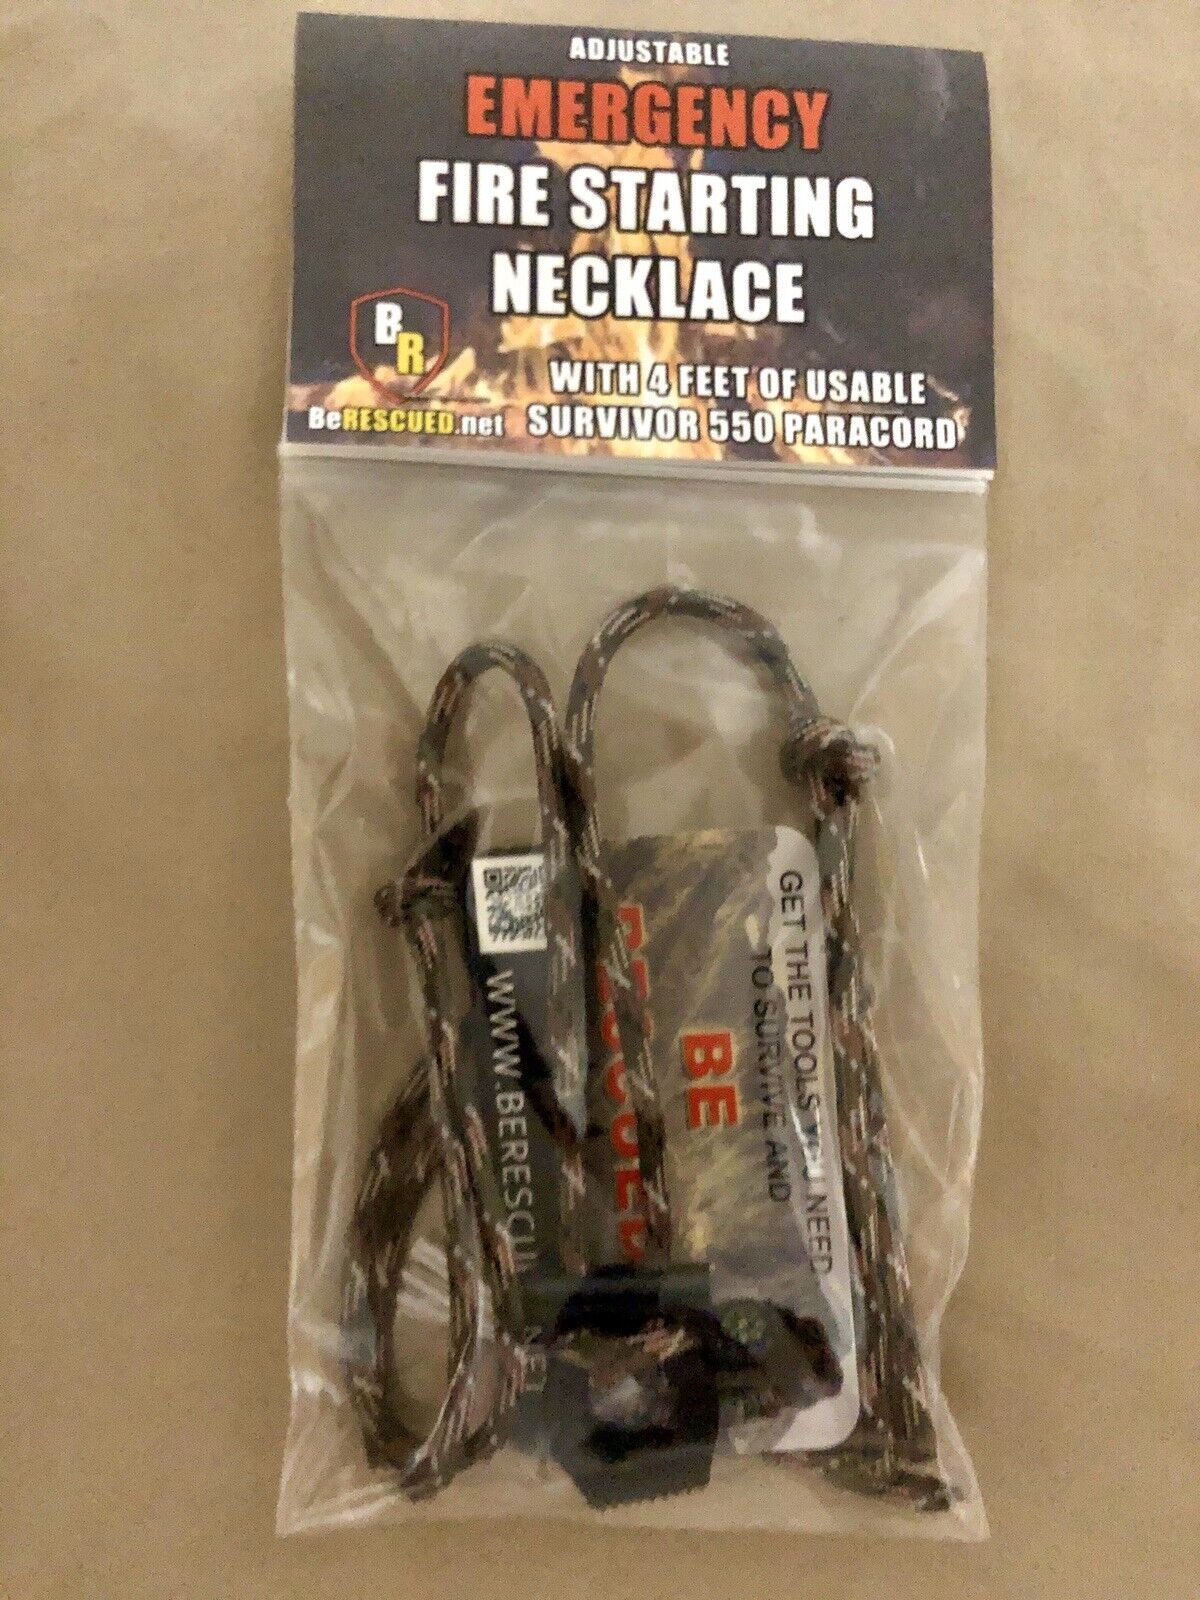 ADJUSTABLE
EMERGENCY
FIRE STARTING
NECKLACE
BR
WITH 4 FEET OF USABLE
BeRESCUED.net
SURVIVOR 550 PARACORD
GET THE TOOLS YOU NEED
TO SURVIVE AND
BE
WWW.BERESCU